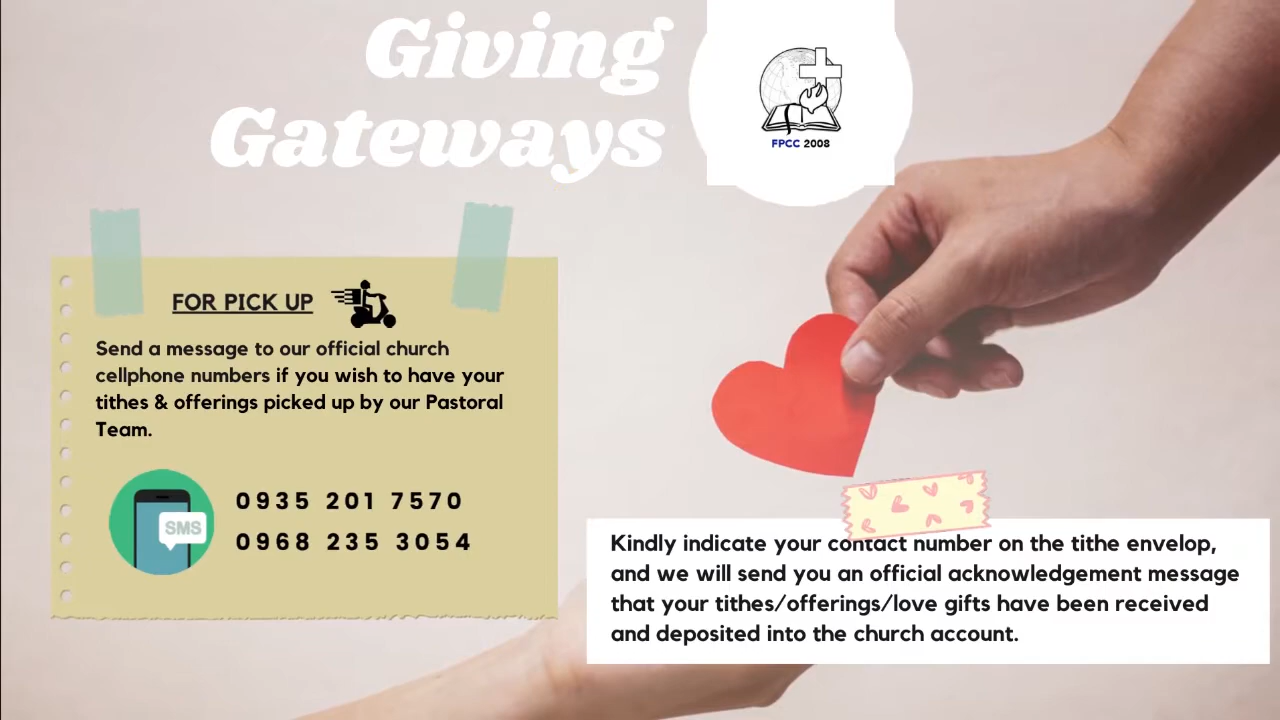 Giving
Gateways
FPCC 2008
FOR PICK UP
Send a message to our official church
cellphone numbers if you wish to have your
tithes & offerings picked up by our Pastoral
Team.
SMS
0935 201 7570
0968 235 3054
Kindly indicate your contact number on the tithe envelop,
and we will send you an official acknowledgement message
that your tithes/offerings/love gifts have been received
and deposited into the church account.